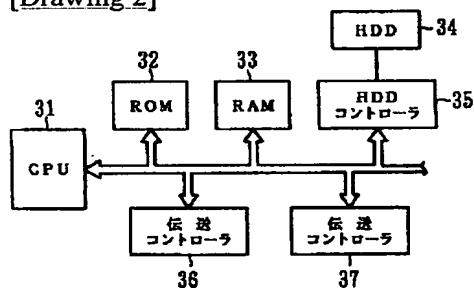 [Drawing 2]
HDD
34
32
33
ROM
RAM
HDD
コントローラ
35
31
CPU
伝送
コントローラ
伝送
コントローラ
36
37